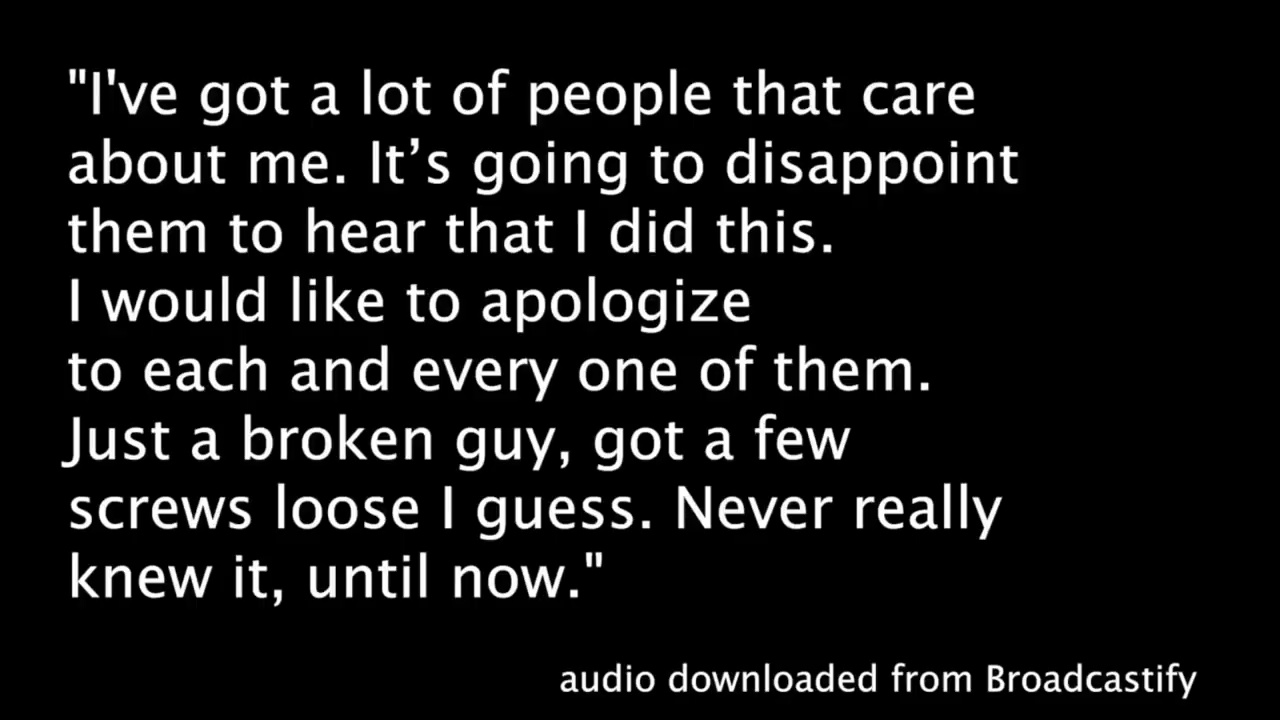 "I've got a lot of people that care
about me. It’s going to disappoint
them to hear that I did this.
I would like to apologize
to each and every one of them.
Just a broken guy, got a few
screws loose I guess. Never really
knew it, until now."
audio downloaded from Broadcastify